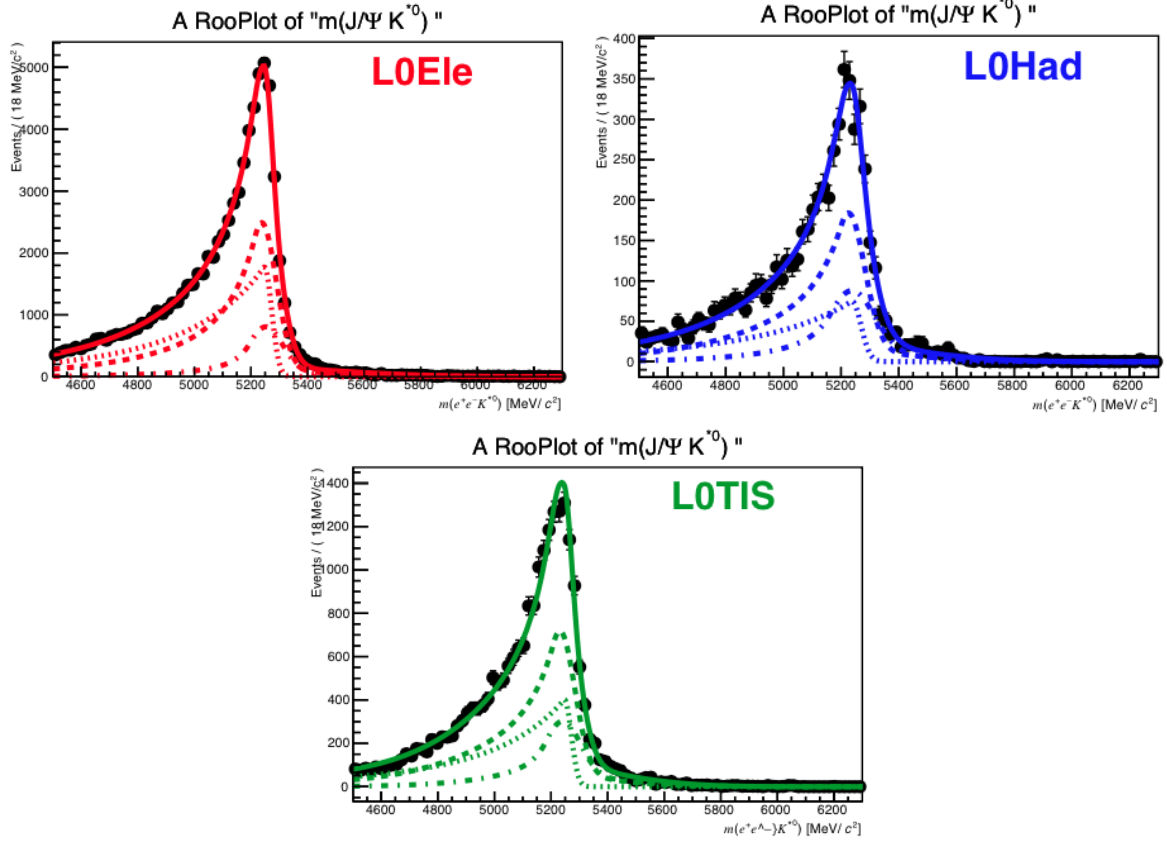 A RooPlot of "m(J/Ψ K*0) "
Events / ( 18 MeV/c2 )
5000
4000
3000
2000
1000
0
L0Ele
4600 4800 5000 5200 5400 5600 5800 6000 6200
m(e+e−K*0) [MeV/c2]
A RooPlot of "m(J/Ψ K*0) "
Events / ( 18 MeV/c2 )
400
350
300
250
200
150
100
50
0
L0Had
4600 4800 5000 5200 5400 5600 5800 6000 6200
m(e+e−K*0) [MeV/c2]
A RooPlot of "m(J/Ψ K*0) "
Events / ( 18 MeV/c2 )
1400
1200
1000
800
600
400
200
0
L0TIS
4600 4800 5000 5200 5400 5600 5800 6000 6200
m(e+e^–}K*0) [MeV/c2]